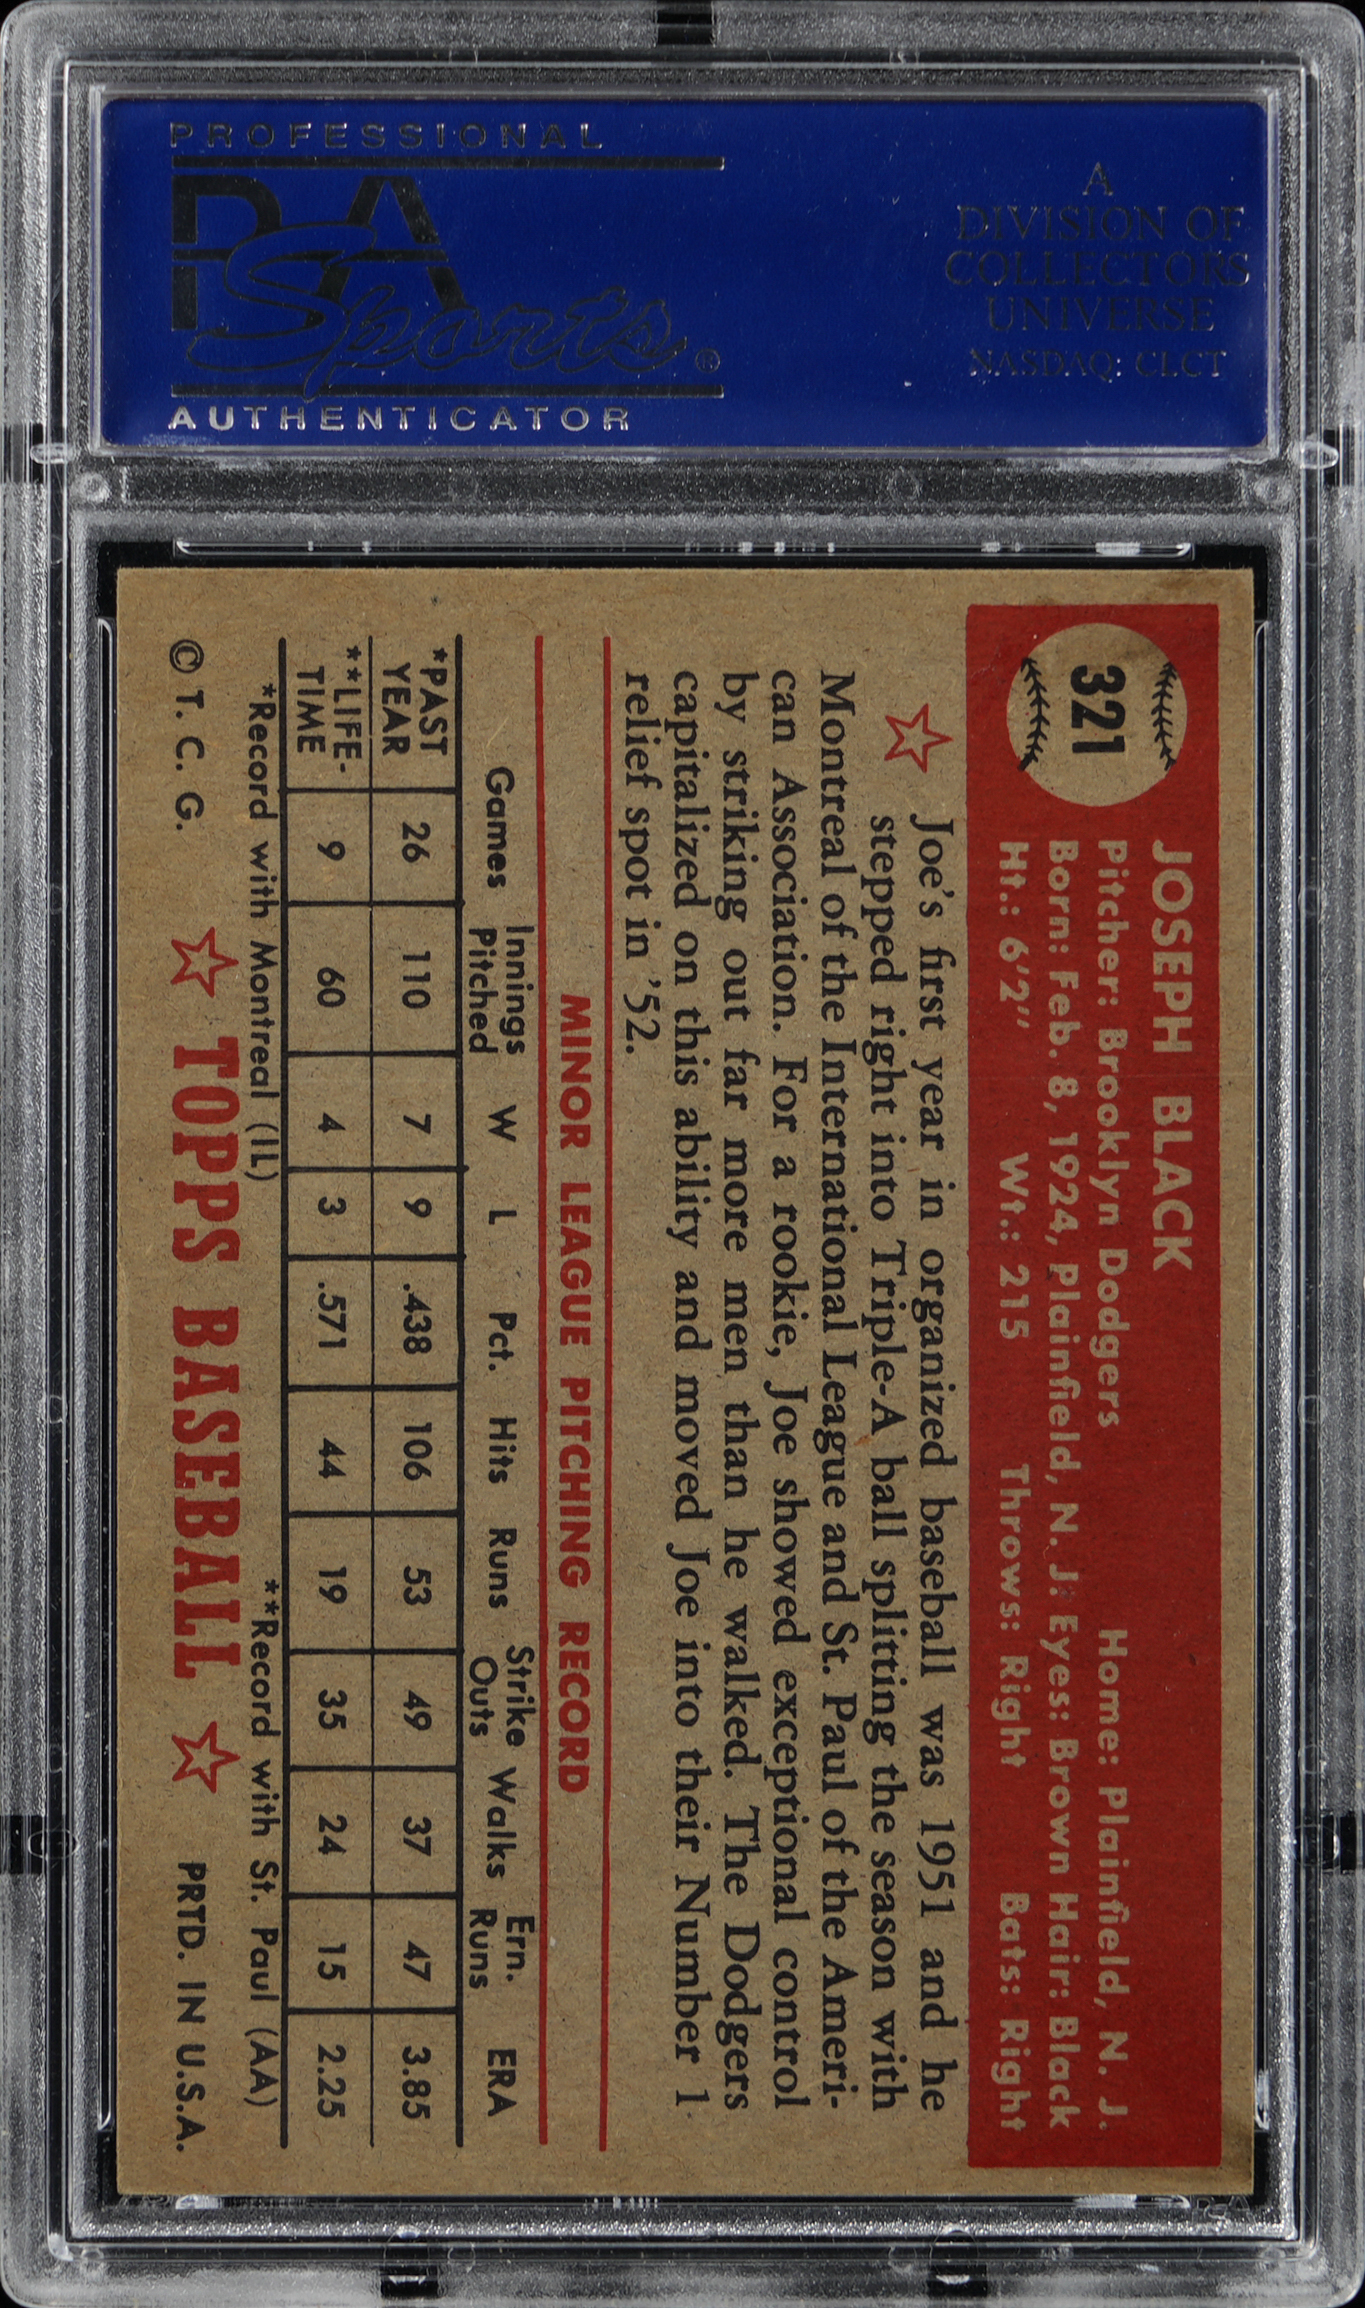 PROFESSIONAL
PSA
Sports ®
AUTHENTICATOR
A
DIVISION OF
COLLECTORS
UNIVERSE
NASDAQ: CLCT
321
JOSEPH BLACK
Pitcher: Brooklyn Dodgers Home: Plainfield, N. J.
Born: Feb. 8, 1924, Plainfield, N. J. Eyes: Brown Hair: Black
Ht.: 6'2" Wt.: 215 Throws: Right Bats: Right
Joe's first year in organized baseball was 1951 and he
stepped right into Triple-A ball splitting the season with
Montreal of the International League and St. Paul of the Ameri-
can Association. For a rookie, Joe showed exceptional control
by striking out far more men than he walked. The Dodgers
capitalized on this ability and moved Joe into their Number 1
relief spot in '52.
MINOR LEAGUE PITCHING RECORD
Games Innings Pitched W L Pct. Hits Runs Strike Outs Walks Ern. Runs ERA
*PAST YEAR 26 110 7 9 .438 106 53 49 37 47 3.85
**LIFE-TIME 9 60 4 3 .571 44 19 35 24 15 2.25
*Record with Montreal (IL) **Record with St. Paul (AA)
© T. C. G. TOPPS BASEBALL PRTD. IN U.S.A.